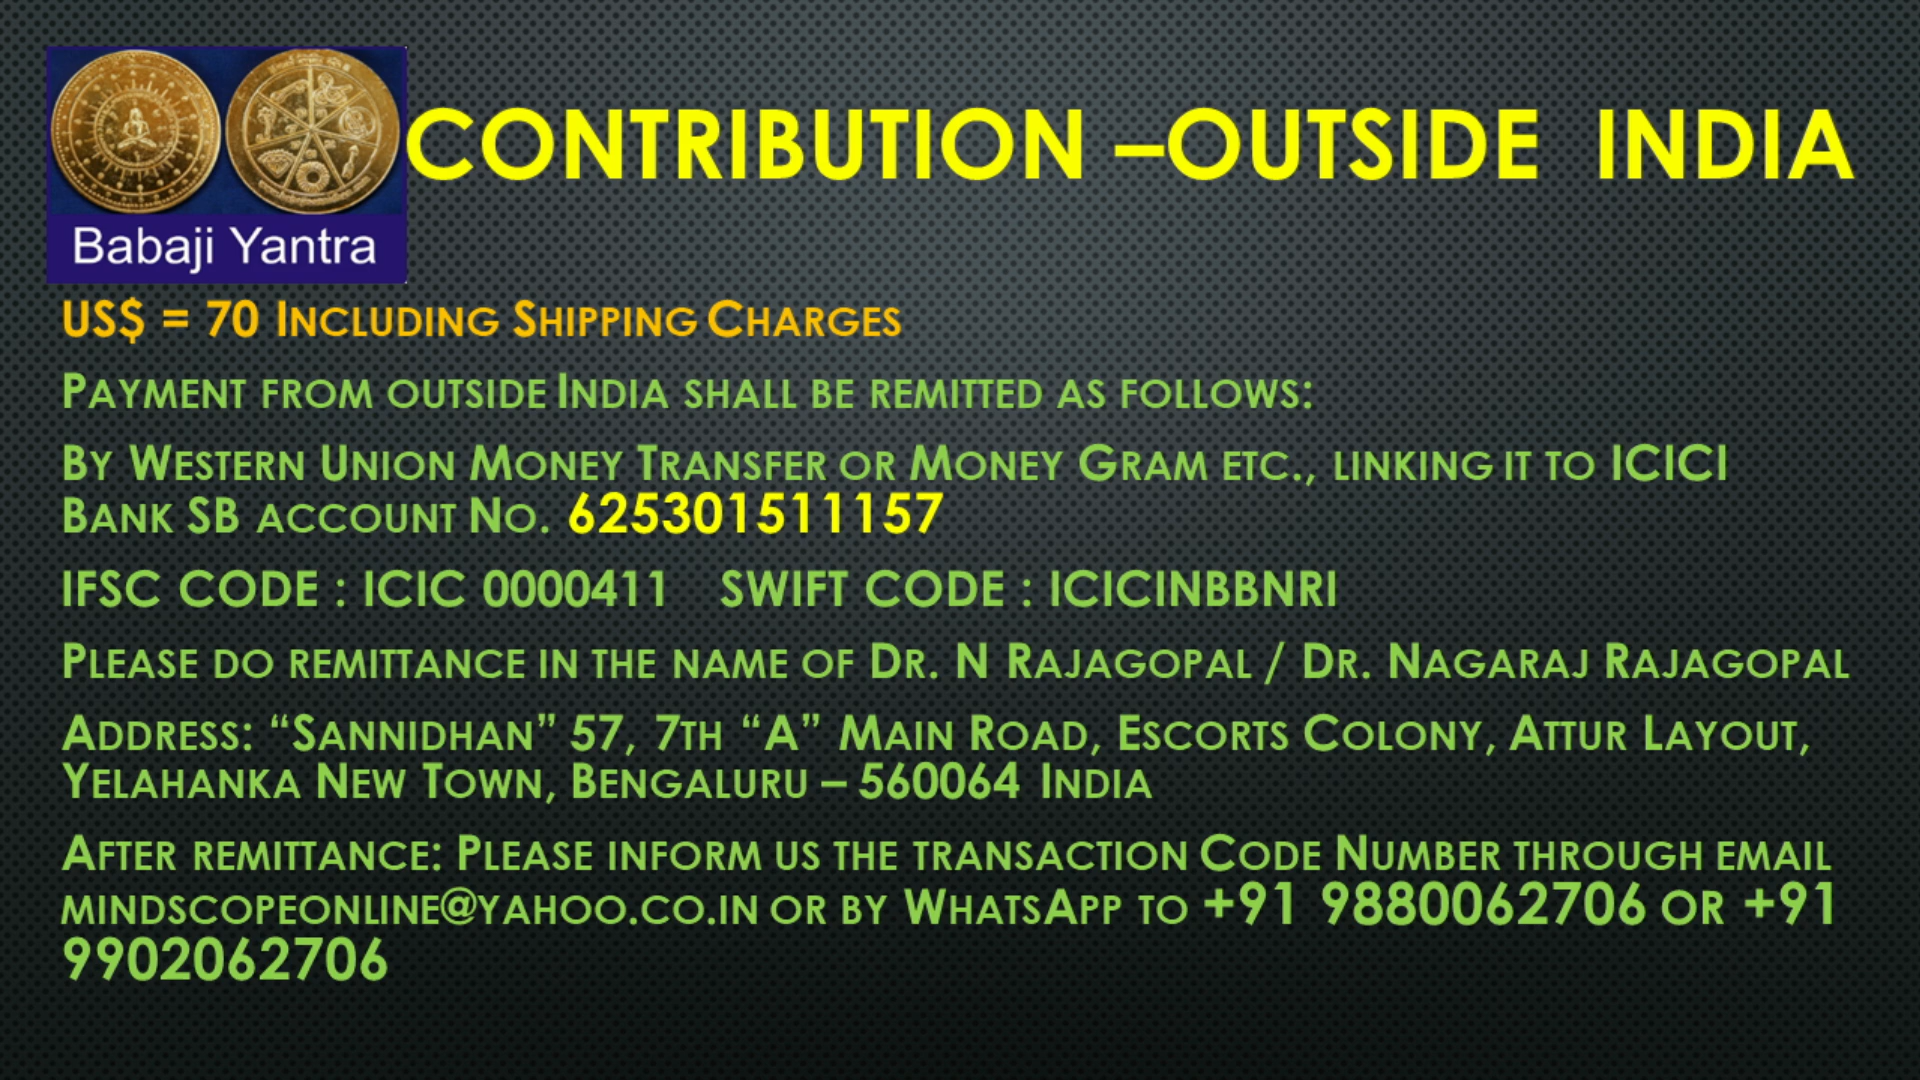 Babaji Yantra
CONTRIBUTION –OUTSIDE INDIA
US$ = 70 Including Shipping Charges
Payment from outside India shall be remitted as follows:
By Western Union Money Transfer or Money Gram etc., linking it to ICICI
Bank SB account No. 625301511157
IFSC CODE : ICIC 0000411 SWIFT CODE : ICICINBBNRI
Please do remittance in the name of Dr. N Rajagopal / Dr. Nagaraj Rajagopal
Address: “Sannidhan” 57, 7th “A” Main Road, Escorts Colony, Attur Layout,
Yelahanka New Town, Bengaluru – 560064 India
After remittance: Please inform us the transaction Code Number through email
mindscopeonline@yahoo.co.in or by WhatsApp to +91 9880062706 or +91
9902062706